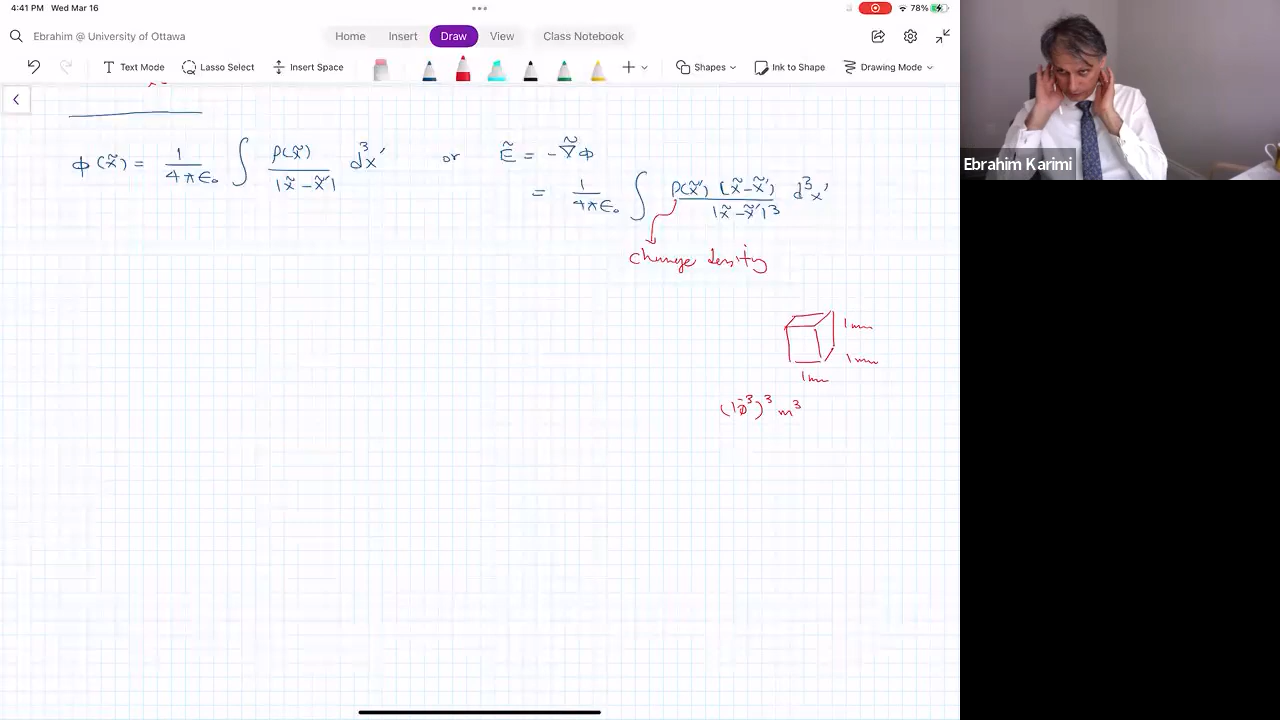 4:41 PM Wed Mar 16
78%
Ebrahim @ University of Ottawa
Home Insert Draw View Class Notebook
Text Mode Lasso Select Insert Space Shapes Ink to Shape Drawing Mode
Ebrahim Karimi
Φ(x̃) = 1/4πε₀ ∫ ρ(x̃)/|x̃ − x̃'| d³x' or Ẽ = −∇̃Φ
= 1/4πε₀ ∫ ρ(x̃') (x̃−x̃')/|x̃−x̃'|³ d³x'
change density
1mm
1mm
1mm
(10⁻³)³ m³